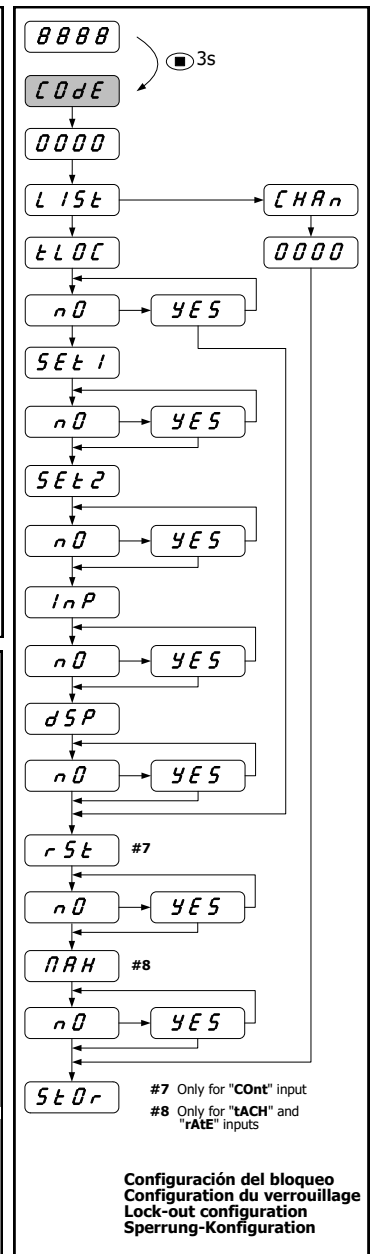 8888
3s
COdE
0000
LISt CHAn
tLOC 0000
nO YES
SEt1
nO YES
SEt2
nO YES
InP
nO YES
dSP
nO YES
rSt #7
nO YES
MAX #8
nO YES
StOr
#7 Only for "COnt" input
#8 Only for "tACH" and
"rAtE" inputs
Configuración del bloqueo
Configuration du verrouillage
Lock-out configuration
Sperrung-Konfiguration